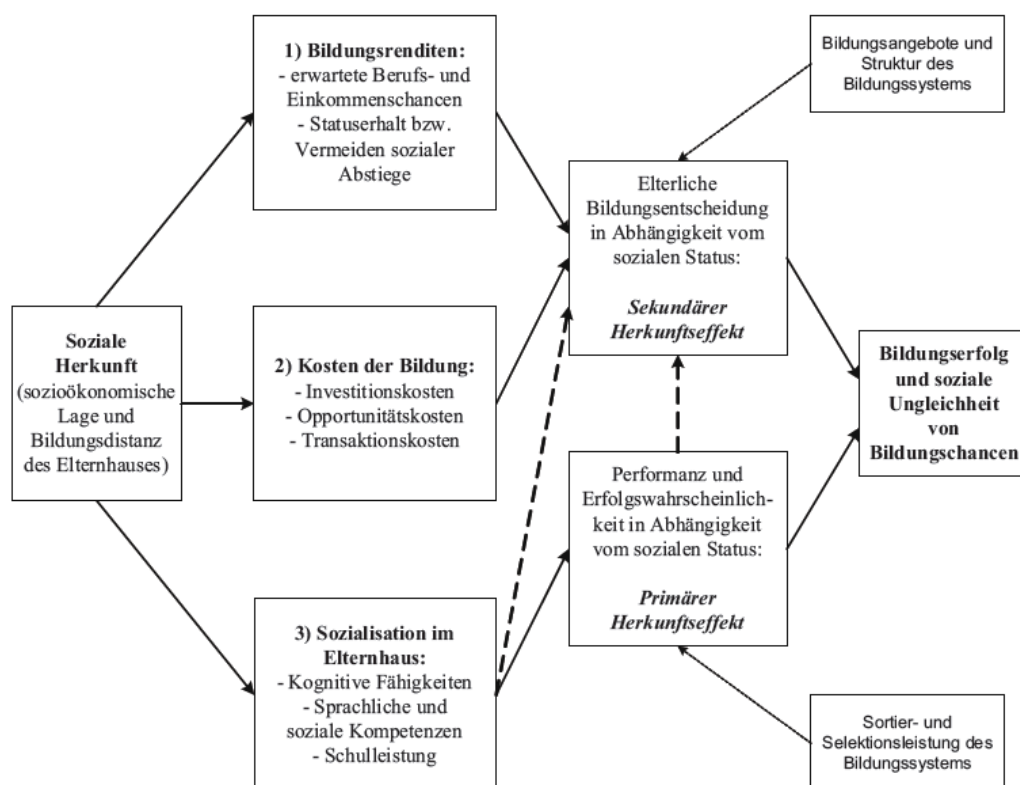 1) Bildungsrenditen:
- erwartete Berufs- und
Einkommenschancen
- Statuserhalt bzw.
Vermeiden sozialer
Abstiege
Bildungsangebote und
Struktur des
Bildungssystems
Elterliche
Bildungsentscheidung
in Abhängigkeit vom
sozialen Status:
Sekundärer
Herkunftseffekt
Soziale
Herkunft
(sozioökonomische
Lage und
Bildungsdistanz
des Elternhauses)
2) Kosten der Bildung:
- Investitionskosten
- Opportunitätskosten
- Transaktionskosten
Bildungserfolg
und soziale
Ungleichheit
von
Bildungschancen
Performanz und
Erfolgswahrscheinlich-
keit in Abhängigkeit
vom sozialen Status:
Primärer
Herkunftseffekt
3) Sozialisation im
Elternhaus:
- Kognitive Fähigkeiten
- Sprachliche und
soziale Kompetenzen
- Schulleistung
Sortier- und
Selektionsleistung des
Bildungssystems